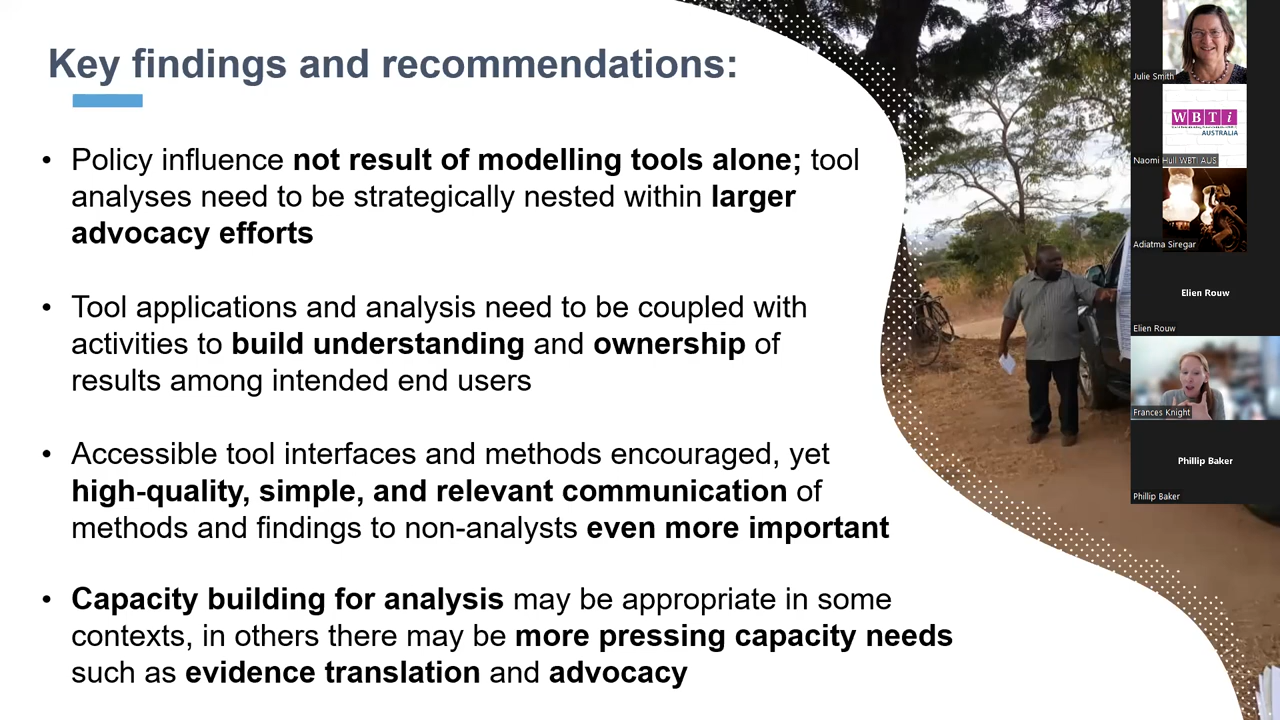 Key findings and recommendations:
• Policy influence not result of modelling tools alone; tool
analyses need to be strategically nested within larger
advocacy efforts
• Tool applications and analysis need to be coupled with
activities to build understanding and ownership of
results among intended end users
• Accessible tool interfaces and methods encouraged, yet
high-quality, simple, and relevant communication of
methods and findings to non-analysts even more important
• Capacity building for analysis may be appropriate in some
contexts, in others there may be more pressing capacity needs
such as evidence translation and advocacy
Julie Smith
WBTi
AUSTRALIA
Naomi Hull WBTI AUS
Adiatma Siregar
Elien Rouw
Elien Rouw
Frances Knight
Phillip Baker
Phillip Baker